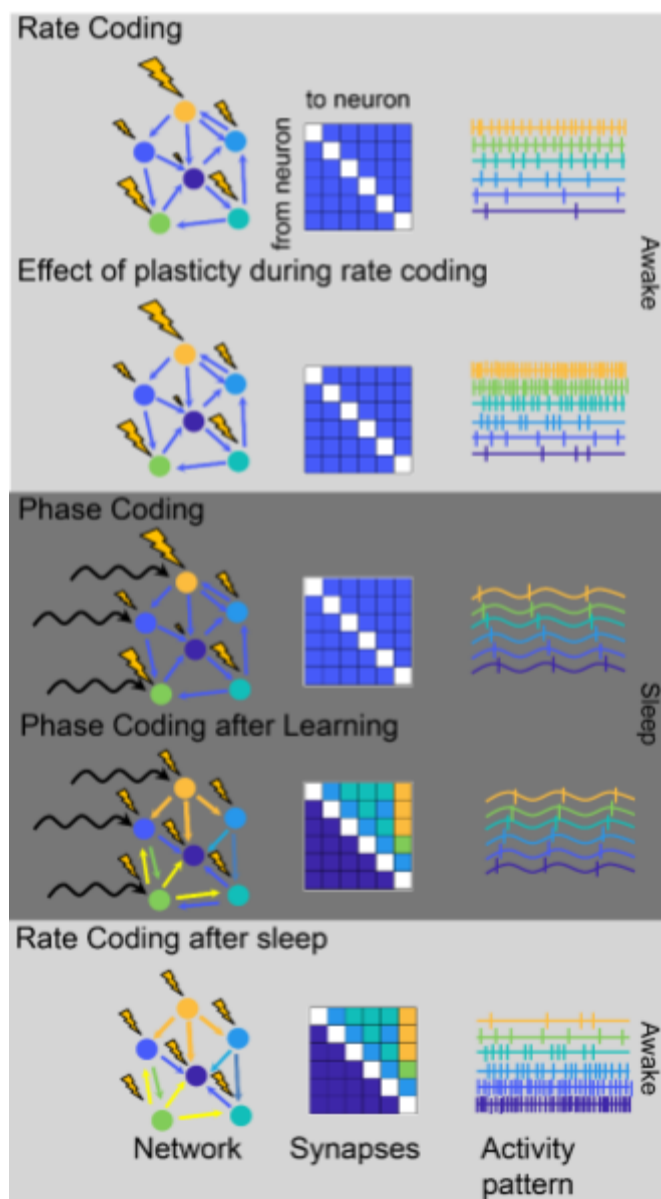 Rate Coding
to neuron
from neuron
Awake
Effect of plasticty during rate coding
Phase Coding
Sleep
Phase Coding after Learning
Rate Coding after sleep
Awake
Network
Synapses
Activity
pattern